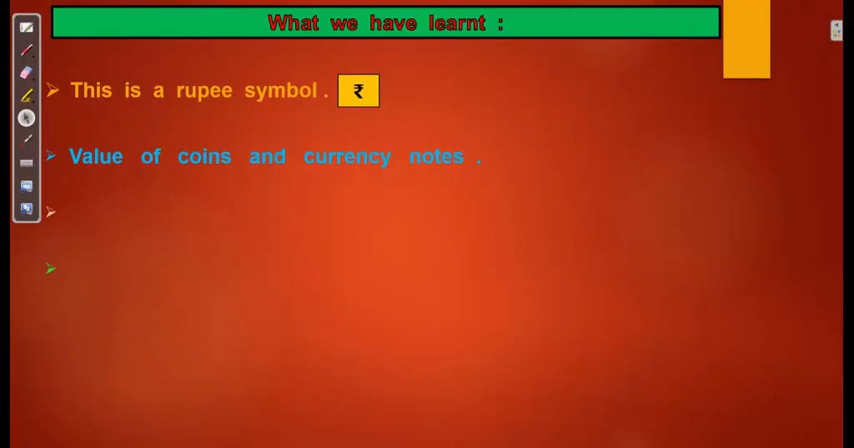 What we have learnt :
This is a rupee symbol . ₹
Value of coins and currency notes .